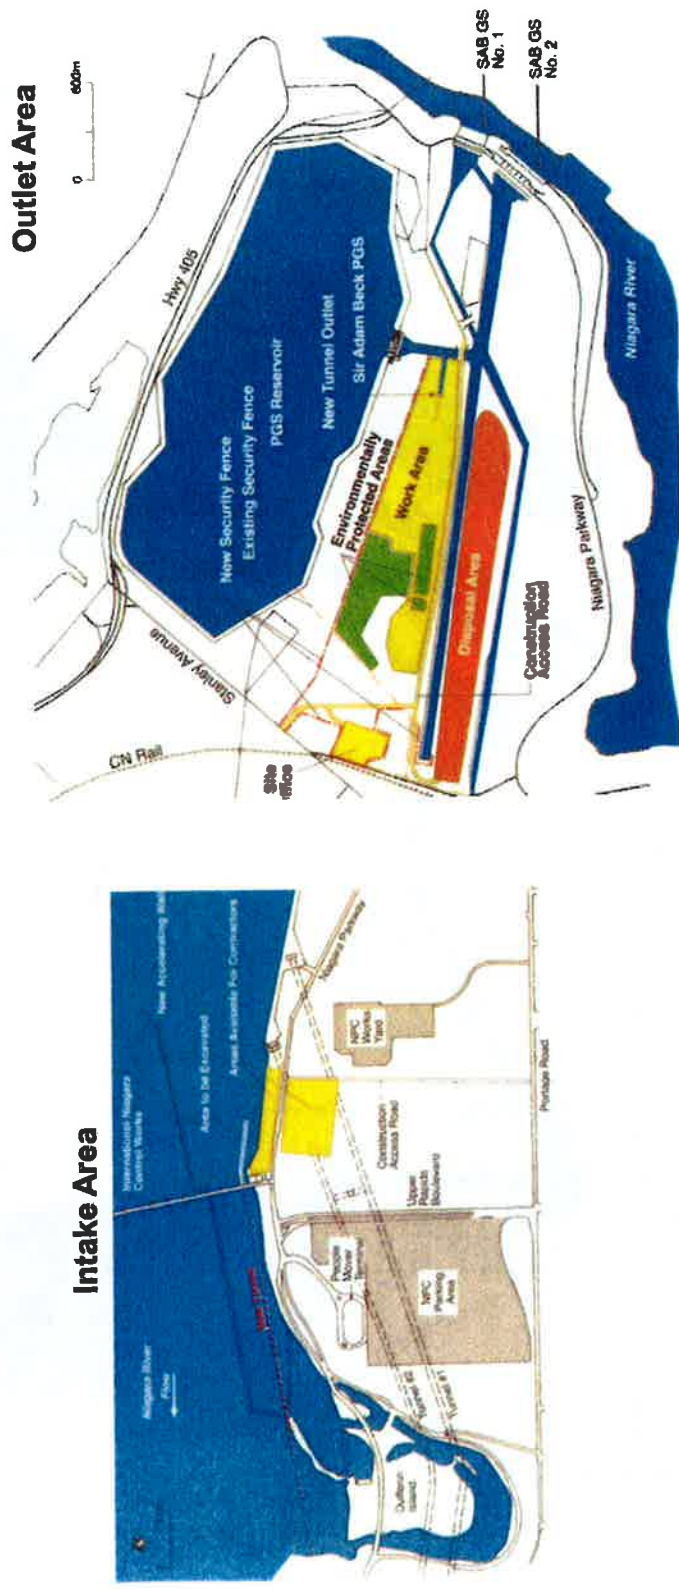 Outlet Area
0
600m
Hwy 405
SAB GS
No. 1
SAB GS
No. 2
New Security Fence
Existing Security Fence
PGS Reservoir
New Tunnel Outlet
Sir Adam Beck PGS
Environmentally
Protected Areas
Work Area
Disposal Area
Construction
Access Road
Niagara Parkway
Niagara River
Stanley Avenue
CN Rail
Site
Intake Area
International Niagara
Control Works
New Accelerating Wall
Area to be Excavated
Areas Available For Contractors
Niagara River
Flow
Niagara Parkway
NPC
Works
Yard
Construction
Access Road
Upper
Rapids
Boulevard
People
Mover
Terminal
NPC
Parking
Area
Tunnel #2
Tunnel #1
Dufferin
Island
Portage Road